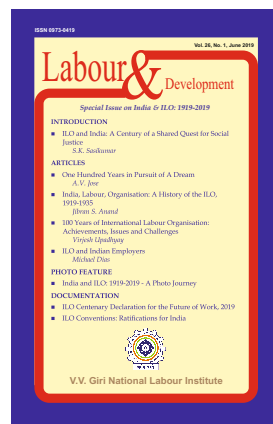 ISSN 0973-0419
Vol. 26, No. 1, June 2019
Labour & Development
Special Issue on India & ILO: 1919-2019
INTRODUCTION
■ ILO and India: A Century of a Shared Quest for Social
Justice
S.K. Sasikumar
ARTICLES
■ One Hundred Years in Pursuit of A Dream
A.V. Jose
■ India, Labour, Organisation: A History of the ILO,
1919-1935
Jibran S. Anand
■ 100 Years of International Labour Organisation:
Achievements, Issues and Challenges
Virjesh Upadhyay
■ ILO and Indian Employers
Michael Dias
PHOTO FEATURE
■ India and ILO: 1919-2019 - A Photo Journey
DOCUMENTATION
■ ILO Centenary Declaration for the Future of Work, 2019
■ ILO Conventions: Ratifications for India
V.V. Giri National Labour Institute